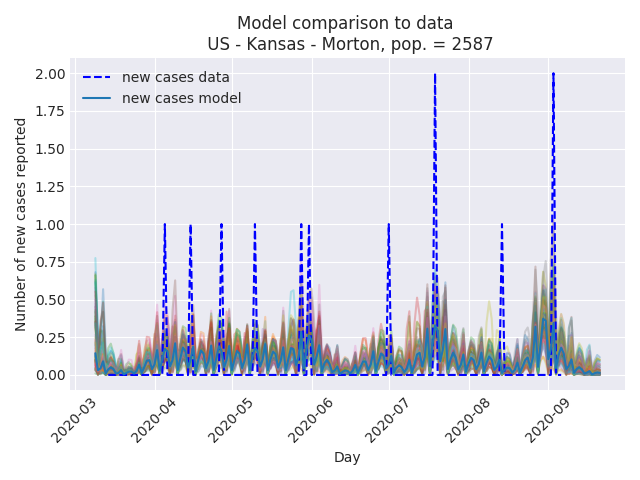 Model comparison to data
US - Kansas - Morton, pop. = 2587
new cases data
new cases model
Number of new cases reported
2.00
1.75
1.50
1.25
1.00
0.75
0.50
0.25
0.00
2020-03
2020-04
2020-05
2020-06
2020-07
2020-08
2020-09
Day